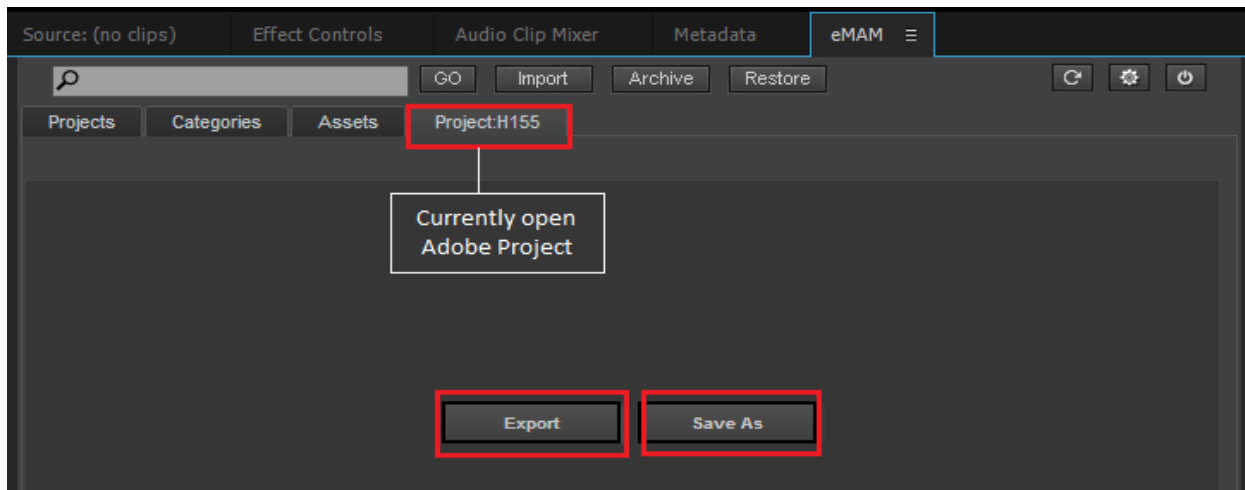 Source: (no clips) Effect Controls Audio Clip Mixer Metadata eMAM
GO Import Archive Restore
Projects Categories Assets Project:H155
Currently open
Adobe Project
Export Save As